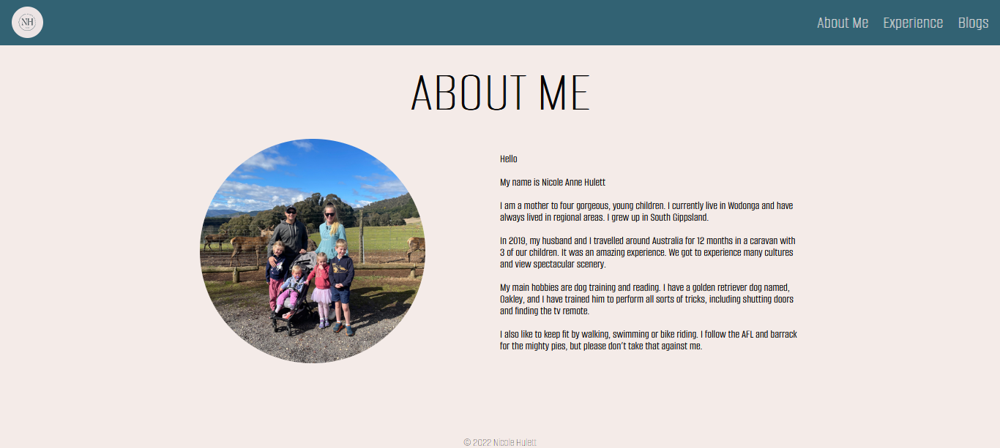 NH
About Me Experience Blogs
ABOUT ME
Hello
My name is Nicole Anne Hulett
I am a mother to four gorgeous, young children. I currently live in Wodonga and have
always lived in regional areas. I grew up in South Gippsland.
In 2019, my husband and I travelled around Australia for 12 months in a caravan with
3 of our children. It was an amazing experience. We got to experience many cultures
and view spectacular scenery.
My main hobbies are dog training and reading. I have a golden retriever dog named,
Oakley, and I have trained him to perform all sorts of tricks, including shutting doors
and finding the tv remote.
I also like to keep fit by walking, swimming or bike riding. I follow the AFL and barrack
for the mighty pies, but please don't take that against me.
© 2022 Nicole Hulett